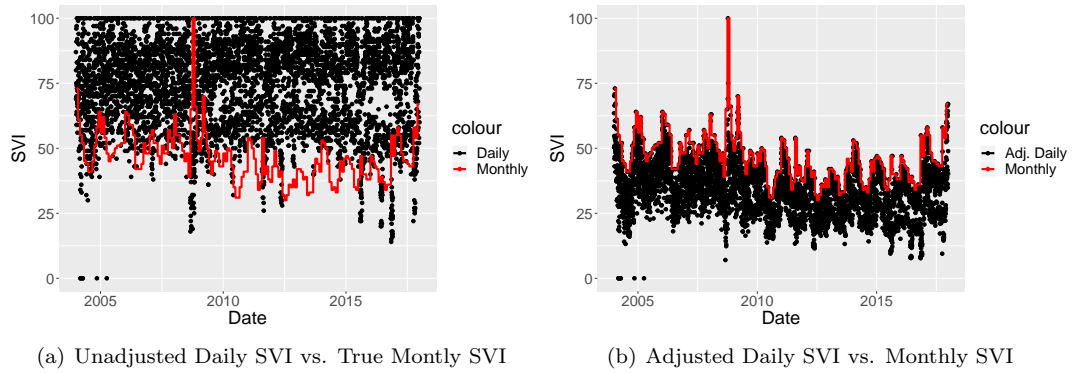 100
75
50
25
0
SVI
2005 2010 2015
Date
colour
Daily
Monthly
(a) Unadjusted Daily SVI vs. True Montly SVI
100
75
50
25
0
SVI
2005 2010 2015
Date
colour
Adj. Daily
Monthly
(b) Adjusted Daily SVI vs. Monthly SVI